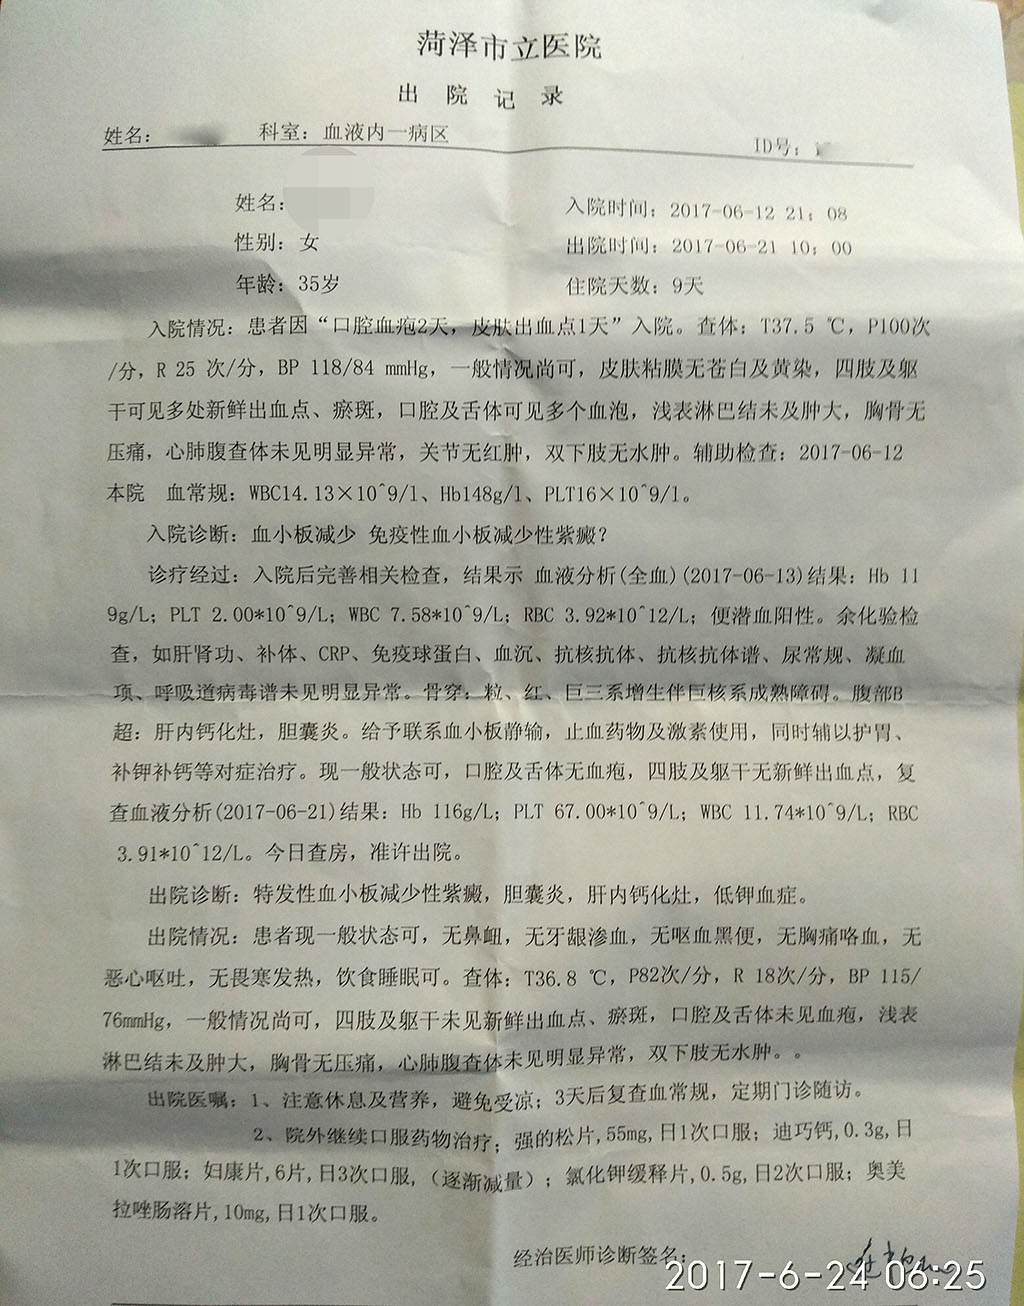 菏泽市立医院
出 院 记 录
姓名： 科室：血液内一病区 ID号：
姓名： 入院时间：2017-06-12 21：08
性别：女 出院时间：2017-06-21 10：00
年龄：35岁 住院天数：9天
入院情况：患者因“口腔血疱2天，皮肤出血点1天”入院。查体：T37.5 ℃，P100次
/分，R 25 次/分，BP 118/84 mmHg，一般情况尚可，皮肤粘膜无苍白及黄染，四肢及躯
干可见多处新鲜出血点、瘀斑，口腔及舌体可见多个血泡，浅表淋巴结未及肿大，胸骨无
压痛，心肺腹查体未见明显异常，关节无红肿，双下肢无水肿。辅助检查：2017-06-12
本院 血常规：WBC14.13×10^9/l、Hb148g/l、PLT16×10^9/l。
入院诊断：血小板减少 免疫性血小板减少性紫癜？
诊疗经过：入院后完善相关检查，结果示 血液分析(全血)(2017-06-13)结果：Hb 11
9g/L；PLT 2.00*10^9/L；WBC 7.58*10^9/L；RBC 3.92*10^12/L；便潜血阳性。余化验检
查，如肝肾功、补体、CRP、免疫球蛋白、血沉、抗核抗体、抗核抗体谱、尿常规、凝血
项、呼吸道病毒谱未见明显异常。骨穿：粒、红、巨三系增生伴巨核系成熟障碍。腹部B
超：肝内钙化灶，胆囊炎。给予联系血小板静输，止血药物及激素使用，同时辅以护胃、
补钾补钙等对症治疗。现一般状态可，口腔及舌体无血疱，四肢及躯干无新鲜出血点，复
查血液分析(2017-06-21)结果：Hb 116g/L；PLT 67.00*10^9/L；WBC 11.74*10^9/L；RBC
3.91*10^12/L。今日查房，准许出院。
出院诊断：特发性血小板减少性紫癜，胆囊炎，肝内钙化灶，低钾血症。
出院情况：患者现一般状态可，无鼻衄，无牙龈渗血，无呕血黑便，无胸痛咯血，无
恶心呕吐，无畏寒发热，饮食睡眠可。查体：T36.8 ℃，P82次/分，R 18次/分，BP 115/
76mmHg，一般情况尚可，四肢及躯干未见新鲜出血点、瘀斑，口腔及舌体未见血疱，浅表
淋巴结未及肿大，胸骨无压痛，心肺腹查体未见明显异常，双下肢无水肿。。
出院医嘱：1、注意休息及营养，避免受凉；3天后复查血常规，定期门诊随访。
2、院外继续口服药物治疗；强的松片,55mg,日1次口服；迪巧钙,0.3g,日
1次口服；妇康片,6片,日3次口服,（逐渐减量）；氯化钾缓释片,0.5g,日2次口服；奥美
拉唑肠溶片,10mg,日1次口服。
经治医师诊断签名：
2017-6-24 06:25